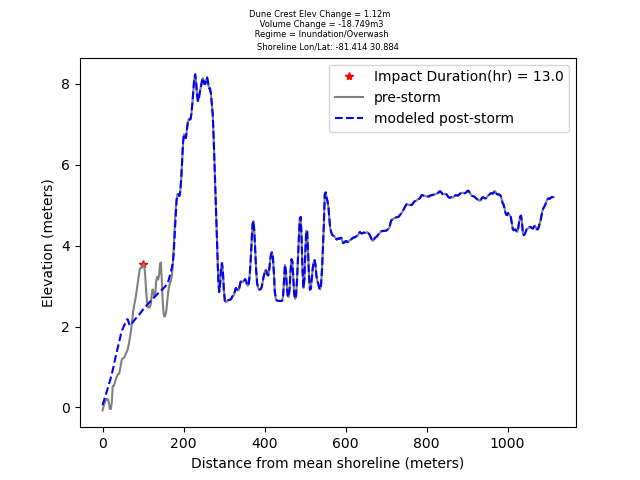 Dune Crest Elev Change = 1.12m
Volume Change = -18.749m3
Regime = Inundation/Overwash
Shoreline Lon/Lat: -81.414 30.884
Impact Duration(hr) = 13.0
pre-storm
modeled post-storm
8
6
4
2
0
Elevation (meters)
0 200 400 600 800 1000
Distance from mean shoreline (meters)